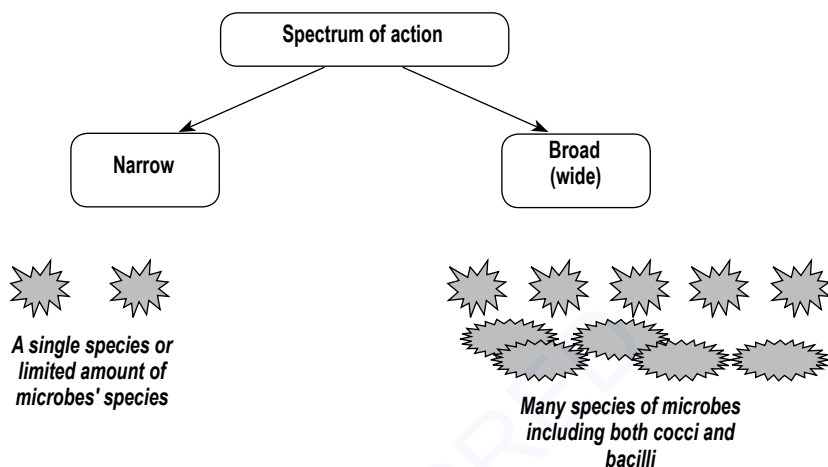 Spectrum of action
Narrow
Broad
(wide)
A single species or
limited amount of
microbes' species
Many species of microbes
including both cocci and
bacilli